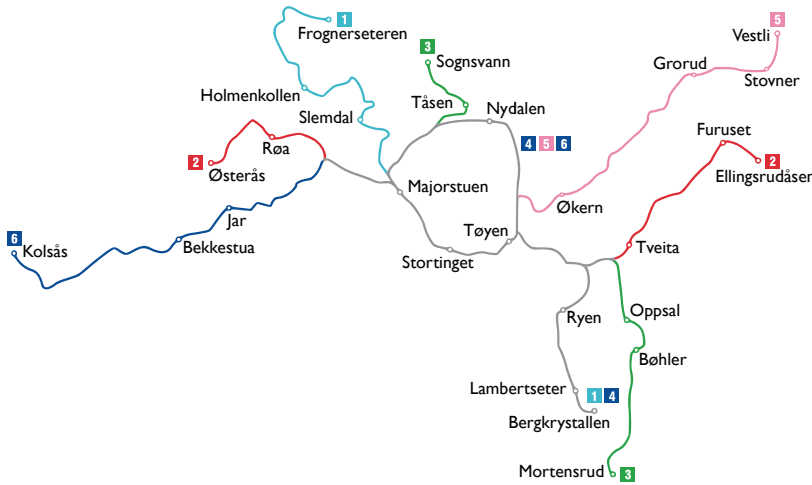 1
Frognerseteren
5
Vestli
3
Sognsvann
Grorud
Stovner
Holmenkollen
Tåsen
Nydalen
Slemdal
Furuset
4 5 6
Røa
2
Østerås
2
Ellingsrudåser
Majorstuen
Økern
Jar
Tøyen
6
Kolsås
Bekkestua
Tveita
Stortinget
Oppsal
Ryen
Bøhler
Lambertseter
1 4
Bergkrystallen
Mortensrud
3